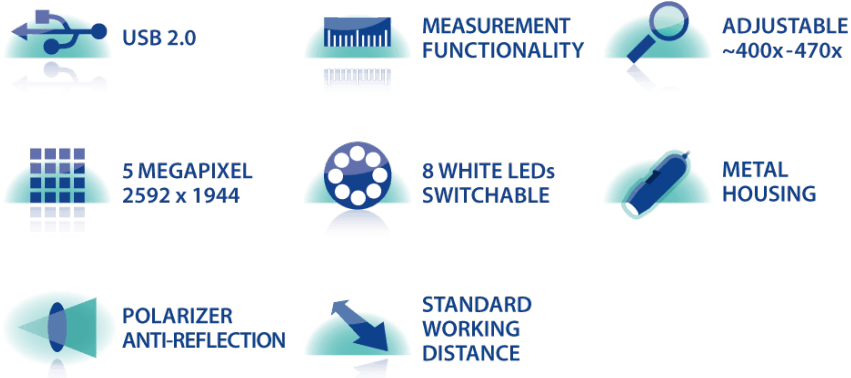 USB 2.0
MEASUREMENT
FUNCTIONALITY
ADJUSTABLE
~400x-470x
5 MEGAPIXEL
2592 x 1944
8 WHITE LEDs
SWITCHABLE
METAL
HOUSING
POLARIZER
ANTI-REFLECTION
STANDARD
WORKING
DISTANCE